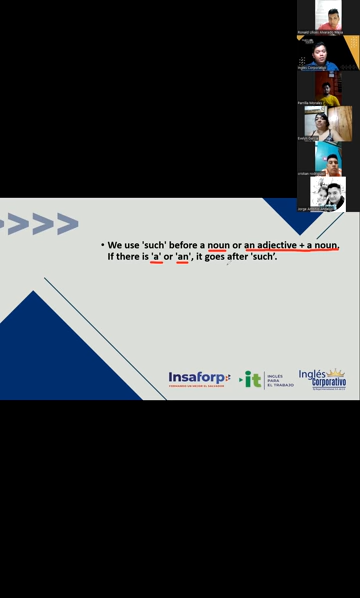 • We use 'such' before a noun or an adjective + a noun.
If there is 'a' or 'an', it goes after 'such'.
Insaforp
it
INGLÉS
PARA
EL TRABAJO
Inglés
Corporativo